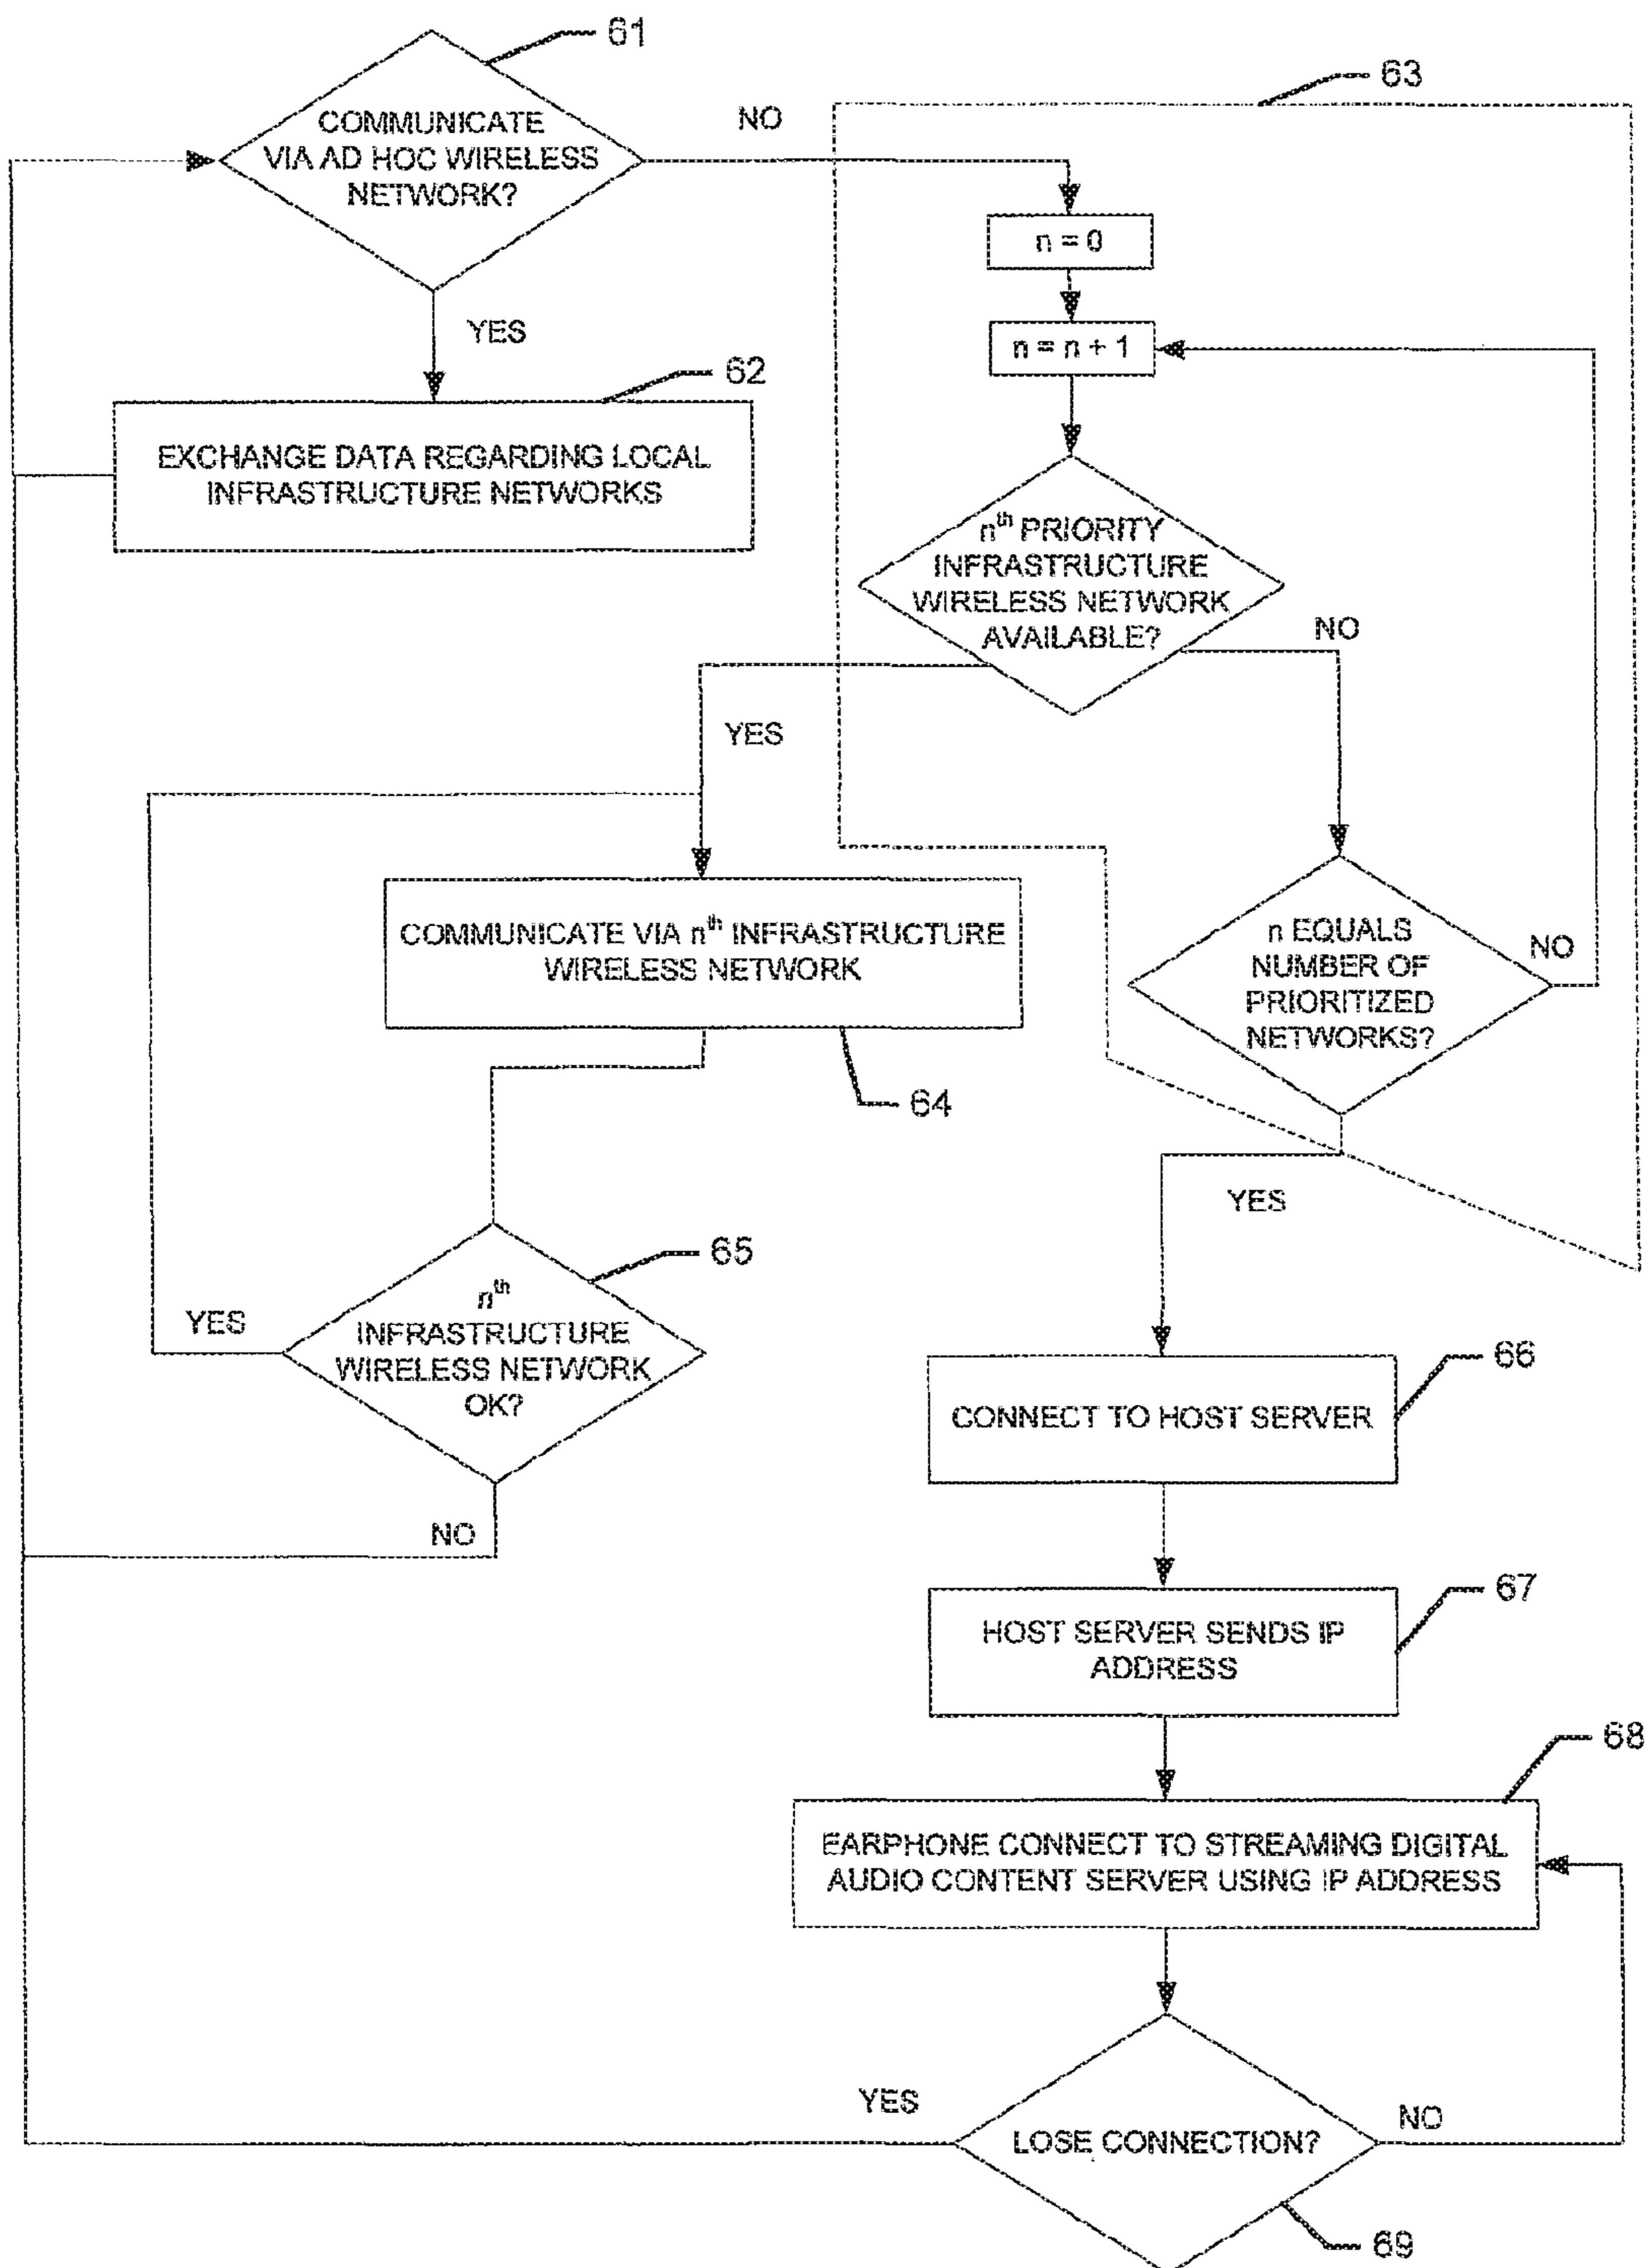 61
COMMUNICATE
VIA AD HOC WIRELESS
NETWORK?
NO
YES
62
EXCHANGE DATA REGARDING LOCAL
INFRASTRUCTURE NETWORKS
63
n = 0
n = n + 1
nth PRIORITY
INFRASTRUCTURE
WIRELESS NETWORK
AVAILABLE?
NO
YES
COMMUNICATE VIA nth INFRASTRUCTURE
WIRELESS NETWORK
64
n EQUALS
NUMBER OF
PRIORITIZED
NETWORKS?
NO
YES
65
nth
INFRASTRUCTURE
WIRELESS NETWORK
OK?
YES
NO
66
CONNECT TO HOST SERVER
67
HOST SERVER SENDS IP
ADDRESS
68
EARPHONE CONNECT TO STREAMING DIGITAL
AUDIO CONTENT SERVER USING IP ADDRESS
YES
LOSE CONNECTION?
NO
69